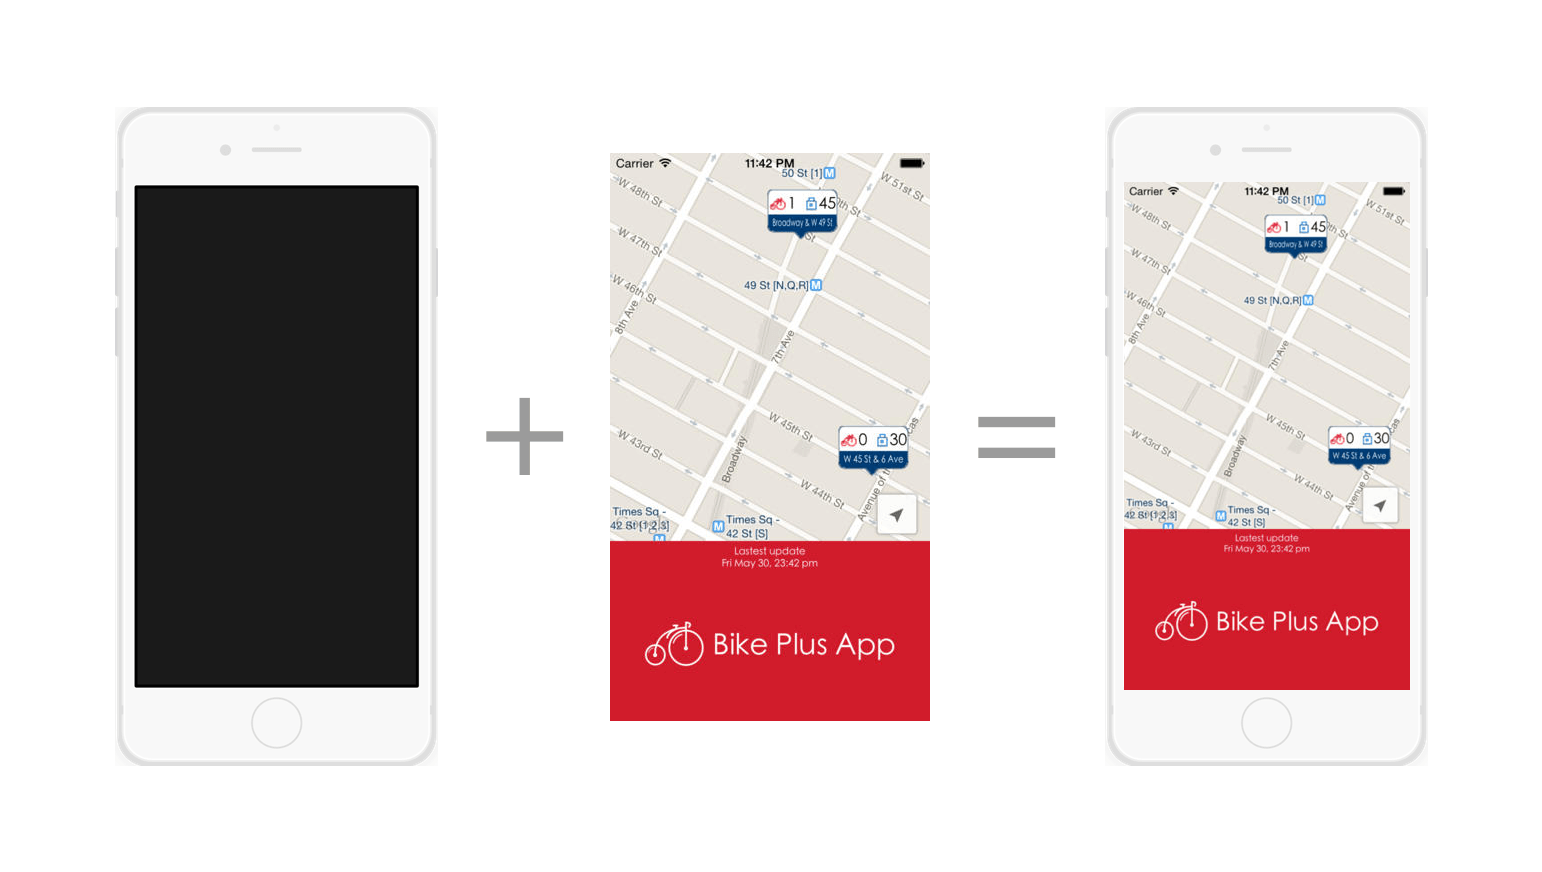 Carrier 11:42 PM
50 St [1] M
W 51st St
W 48th St
1 45
7th St
Broadway & W 49 St
W 47th St
49 St [N,Q,R] M
W 46th St
8th Ave
7th Ave
W 45th St
0 30
W 45 St & 6 Ave
W 43rd St
Broadway
W 44th St
Avenue of t
cas
Times Sq -
42 St [1,2,3]
M
M Times Sq -
42 St [S]
Lastest update
Fri May 30, 23:42 pm
Bike Plus App
Carrier 11:42 PM
50 St [1] M
W 51st St
W 48th St
1 45
7th St
Broadway & W 49 St
W 47th St
49 St [N,Q,R] M
W 46th St
8th Ave
7th Ave
W 45th St
0 30
W 45 St & 6 Ave
W 43rd St
Broadway
W 44th St
Avenue of t
Times Sq -
42 St [1,2,3]
M
M Times Sq -
42 St [S]
Lastest update
Fri May 30, 23:42 pm
Bike Plus App